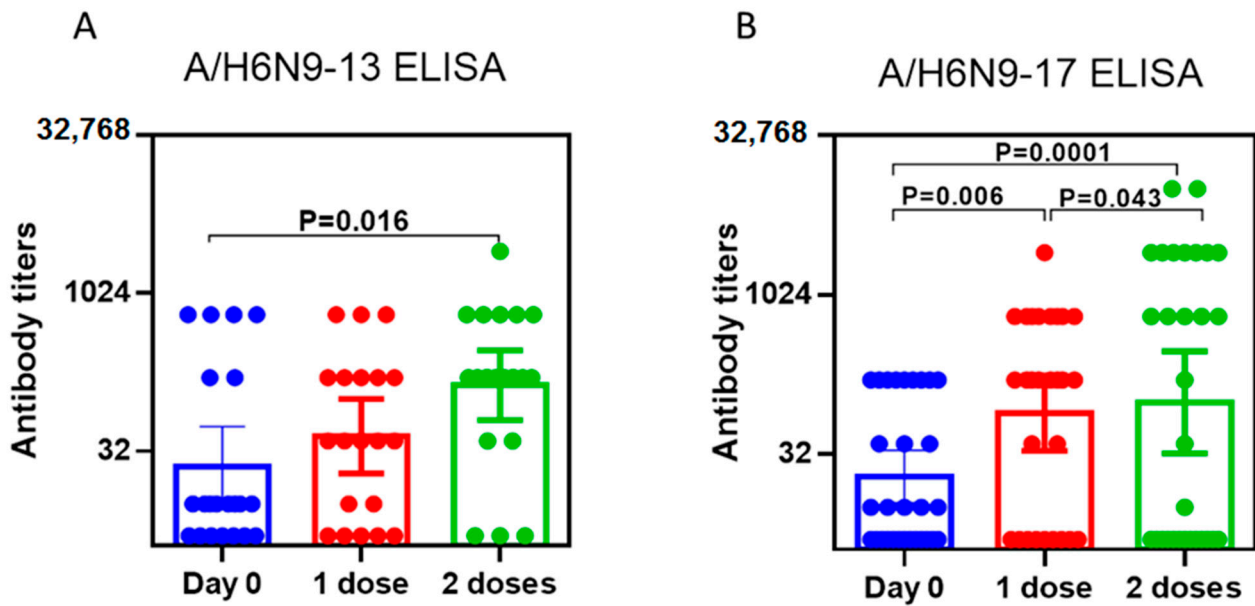 A
A/H6N9-13 ELISA
32,768
1024
32
Antibody titers
P=0.016
Day 0
1 dose
2 doses
B
A/H6N9-17 ELISA
32,768
1024
32
Antibody titers
P=0.0001
P=0.006
P=0.043
Day 0
1 dose
2 doses